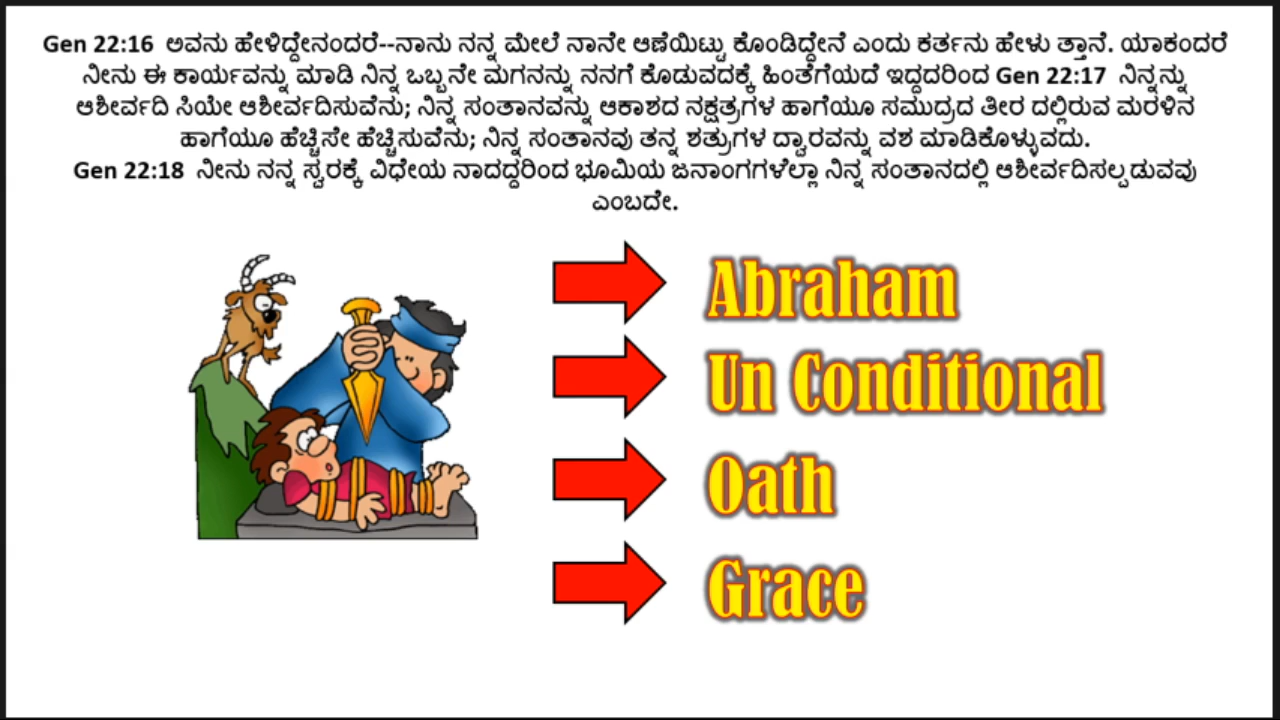 Gen 22:16 ಅವನು ಹೇಳಿದ್ದೇನಂದರೆ--ನಾನು ನನ್ನ ಮೇಲೆ ನಾನೇ ಆಣೆಯಿಟ್ಟು ಕೊಂಡಿದ್ದೇನೆ ಎಂದು ಕರ್ತನು ಹೇಳು ತ್ತಾನೆ. ಯಾಕಂದರೆ
ನೀನು ಈ ಕಾರ್ಯವನ್ನು ಮಾಡಿ ನಿನ್ನ ಒಬ್ಬನೇ ಮಗನನ್ನು ನನಗೆ ಕೊಡುವದಕ್ಕೆ ಹಿಂತೆಗೆಯದೆ ಇದ್ದದರಿಂದ Gen 22:17 ನಿನ್ನನ್ನು
ಆಶೀರ್ವದಿ ಸಿಯೇ ಆಶೀರ್ವದಿಸುವೆನು; ನಿನ್ನ ಸಂತಾನವನ್ನು ಆಕಾಶದ ನಕ್ಷತ್ರಗಳ ಹಾಗೆಯೂ ಸಮುದ್ರದ ತೀರ ದಲ್ಲಿರುವ ಮರಳಿನ
ಹಾಗೆಯೂ ಹೆಚ್ಚಿಸೇ ಹೆಚ್ಚಿಸುವೆನು; ನಿನ್ನ ಸಂತಾನವು ತನ್ನ ಶತ್ರುಗಳ ದ್ವಾರವನ್ನು ವಶ ಮಾಡಿಕೊಳ್ಳುವದು.
Gen 22:18 ನೀನು ನನ್ನ ಸ್ವರಕ್ಕೆ ವಿಧೇಯ ನಾದದ್ದರಿಂದ ಭೂಮಿಯ ಜನಾಂಗಗಳೆಲ್ಲಾ ನಿನ್ನ ಸಂತಾನದಲ್ಲಿ ಆಶೀರ್ವದಿಸಲ್ಪಡುವವು
ಎಂಬದೇ.
Abraham
Un Conditional
Oath
Grace